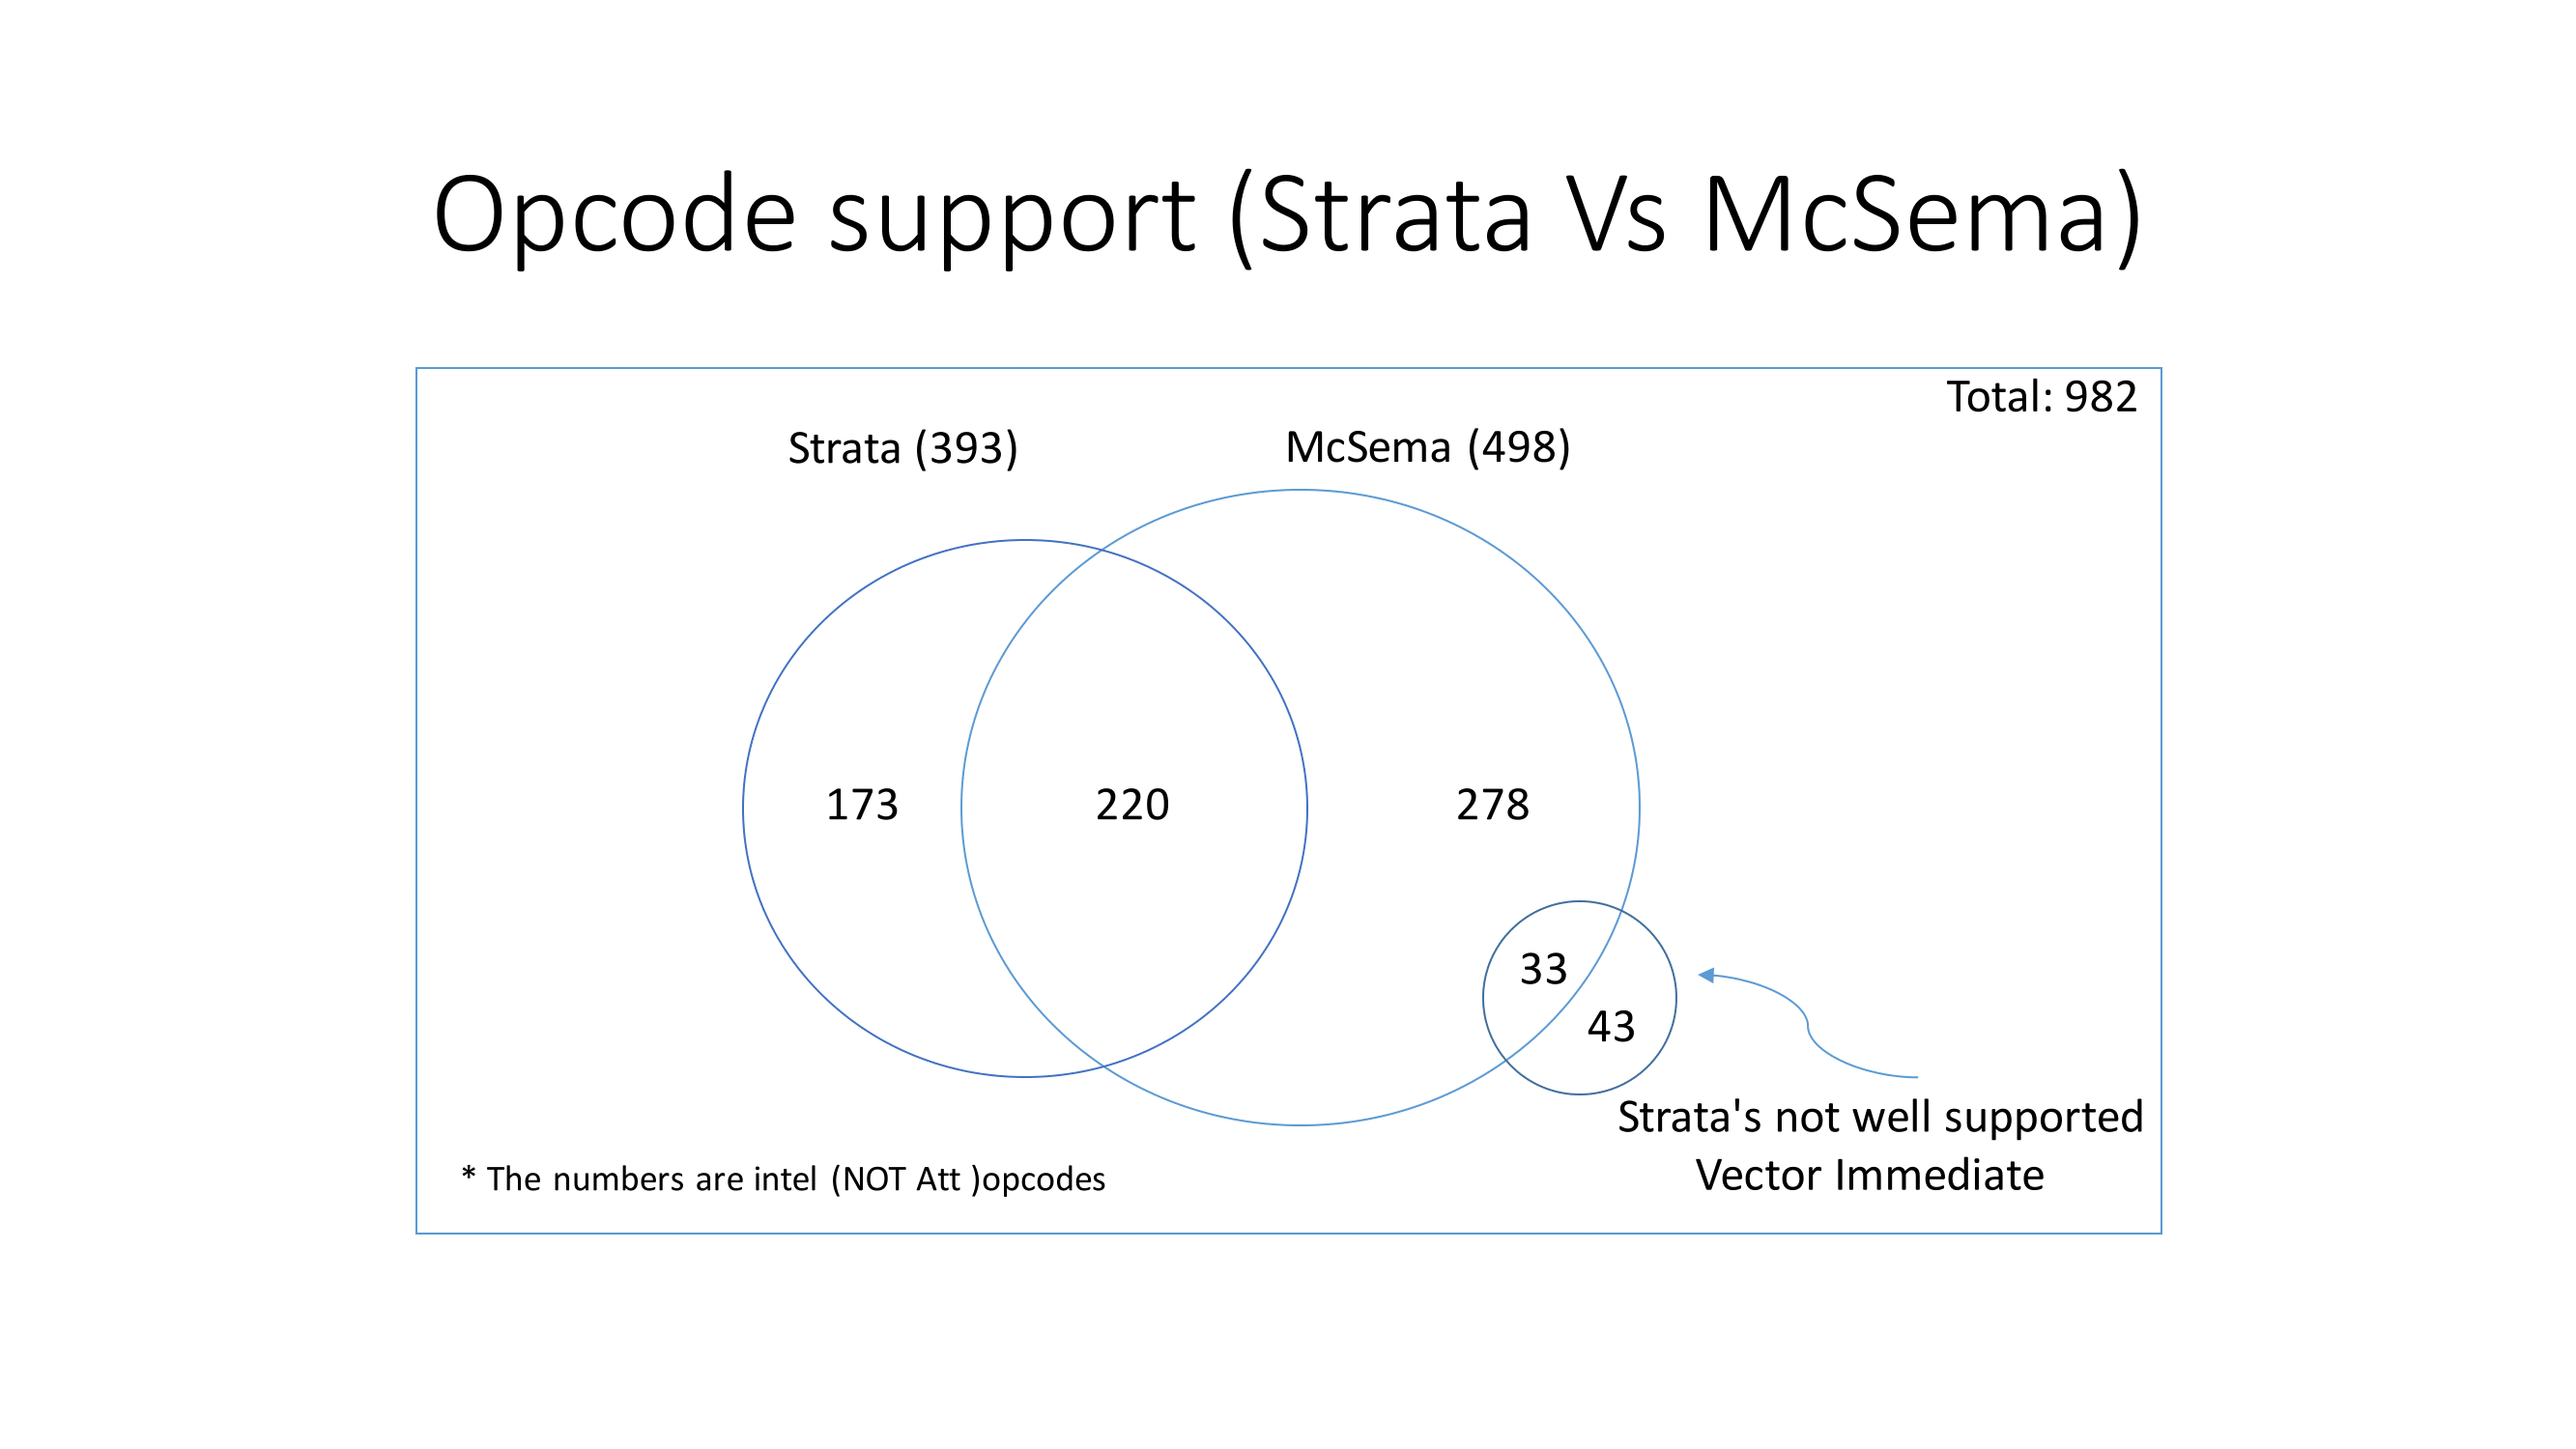 Opcode support (Strata Vs McSema)
Total: 982
Strata (393)
McSema (498)
173
220
278
33
43
Strata's not well supported
Vector Immediate
* The numbers are intel (NOT Att )opcodes